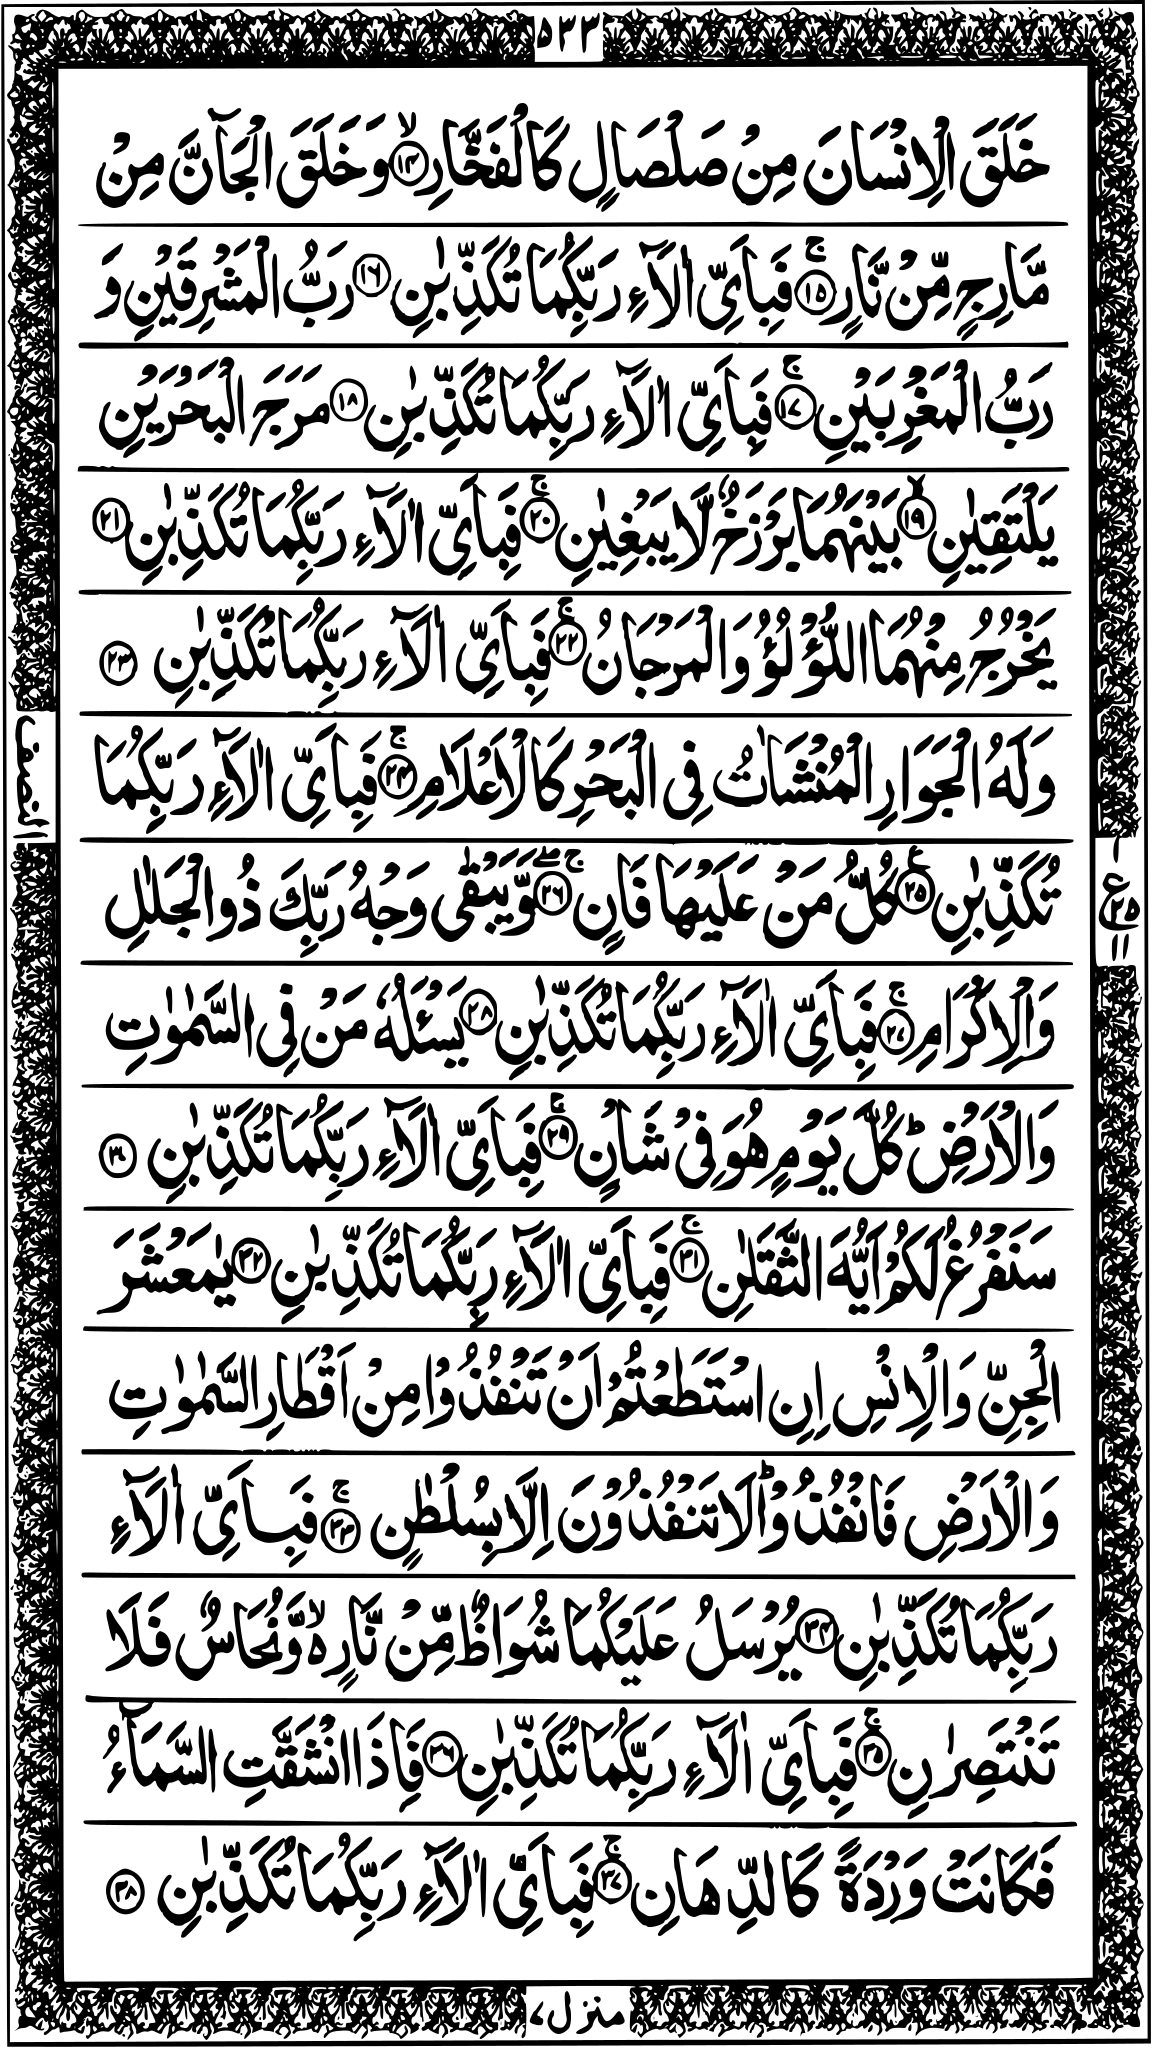 ۵۳۳
خَلَقَ الْاِنْسَانَ مِنْ صَلْصَالٍ كَالْفَخَّارِ ۙ﴿۱۴﴾ وَخَلَقَ الْجَآنَّ مِنْ
مَّارِجٍ مِّنْ نَّارٍ ۚ﴿۱۵﴾ فَبِاَىِّ اٰلَآءِ رَبِّكُمَا تُكَذِّبٰنِ ﴿۱۶﴾ رَبُّ الْمَشْرِقَيْنِ وَ
رَبُّ الْمَغْرِبَيْنِ ۚ﴿۱۷﴾ فَبِاَىِّ اٰلَآءِ رَبِّكُمَا تُكَذِّبٰنِ ﴿۱۸﴾ مَرَجَ الْبَحْرَيْنِ
يَلْتَقِيٰنِ ۙ﴿۱۹﴾ بَيْنَهُمَا بَرْزَخٌ لَّا يَبْغِيٰنِ ۚ﴿۲۰﴾ فَبِاَىِّ اٰلَآءِ رَبِّكُمَا تُكَذِّبٰنِ ﴿۲۱﴾
يَخْرُجُ مِنْهُمَا اللُّؤْلُؤُ وَالْمَرْجَانُ ۚ﴿۲۲﴾ فَبِاَىِّ اٰلَآءِ رَبِّكُمَا تُكَذِّبٰنِ ﴿۲۳﴾
وَلَهُ الْجَوَارِ الْمُنْشَاٰتُ فِى الْبَحْرِ كَالْاَعْلَامِ ۚ﴿۲۴﴾ فَبِاَىِّ اٰلَآءِ رَبِّكُمَا
تُكَذِّبٰنِ ﴿۲۵﴾ كُلُّ مَنْ عَلَيْهَا فَانٍ ۚۖ﴿۲۶﴾ وَّيَبْقٰى وَجْهُ رَبِّكَ ذُو الْجَلٰلِ
وَالْاِكْرَامِ ۚ﴿۲۷﴾ فَبِاَىِّ اٰلَآءِ رَبِّكُمَا تُكَذِّبٰنِ ﴿۲۸﴾ يَسْـَٔلُهٗ مَنْ فِى السَّمٰوٰتِ
وَالْاَرْضِ ؕ كُلَّ يَوْمٍ هُوَ فِىْ شَاْنٍ ۚ﴿۲۹﴾ فَبِاَىِّ اٰلَآءِ رَبِّكُمَا تُكَذِّبٰنِ ﴿۳۰﴾
سَنَفْرُغُ لَكُمْ اَيُّهَ الثَّقَلٰنِ ۚ﴿۳۱﴾ فَبِاَىِّ اٰلَآءِ رَبِّكُمَا تُكَذِّبٰنِ ﴿۳۲﴾ يٰمَعْشَرَ
الْجِنِّ وَالْاِنْسِ اِنِ اسْتَطَعْتُمْ اَنْ تَنْفُذُوْا مِنْ اَقْطَارِ السَّمٰوٰتِ
وَالْاَرْضِ فَانْفُذُوْا ؕ لَا تَنْفُذُوْنَ اِلَّا بِسُلْطٰنٍ ۚ﴿۳۳﴾ فَبِاَىِّ اٰلَآءِ
رَبِّكُمَا تُكَذِّبٰنِ ﴿۳۴﴾ يُرْسَلُ عَلَيْكُمَا شُوَاظٌ مِّنْ نَّارٍ ۙ۬ وَّنُحَاسٌ فَلَا
تَنْتَصِرٰنِ ۚ﴿۳۵﴾ فَبِاَىِّ اٰلَآءِ رَبِّكُمَا تُكَذِّبٰنِ ﴿۳۶﴾ فَاِذَا انْشَقَّتِ السَّمَآءُ
فَكَانَتْ وَرْدَةً كَالدِّهَانِ ۚ﴿۳۷﴾ فَبِاَىِّ اٰلَآءِ رَبِّكُمَا تُكَذِّبٰنِ ﴿۳۸﴾
النصف
۱
ع
۲۵
۱۱
منزل ۷